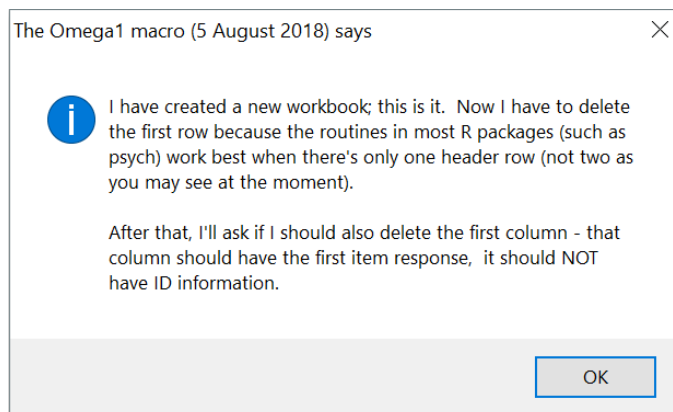 The Omega1 macro (5 August 2018) says
I have created a new workbook; this is it.  Now I have to delete
the first row because the routines in most R packages (such as
psych) work best when there's only one header row (not two as
you may see at the moment).
After that, I'll ask if I should also delete the first column - that
column should have the first item response,  it should NOT
have ID information.
OK